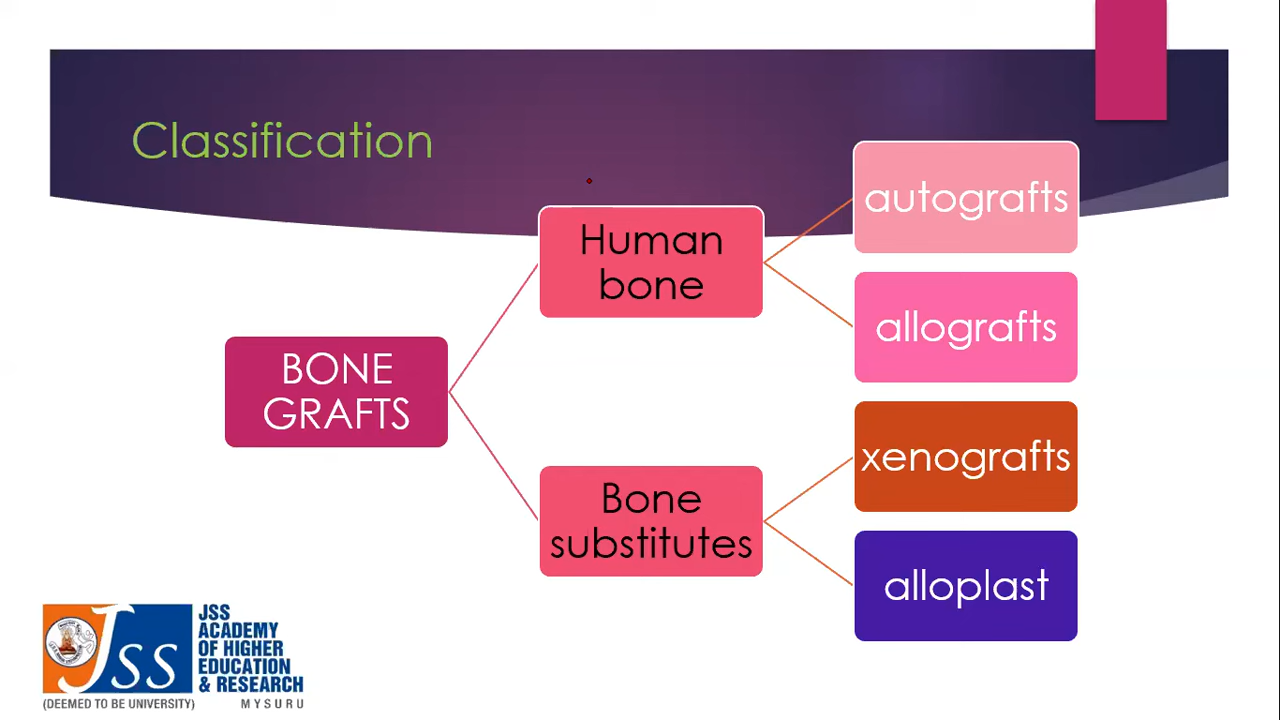 Classification
BONE
GRAFTS
Human
bone
autografts
allografts
Bone
substitutes
xenografts
alloplast
JSS
JSS
ACADEMY
OF HIGHER
EDUCATION
& RESEARCH
(DEEMED TO BE UNIVERSITY) MYSURU